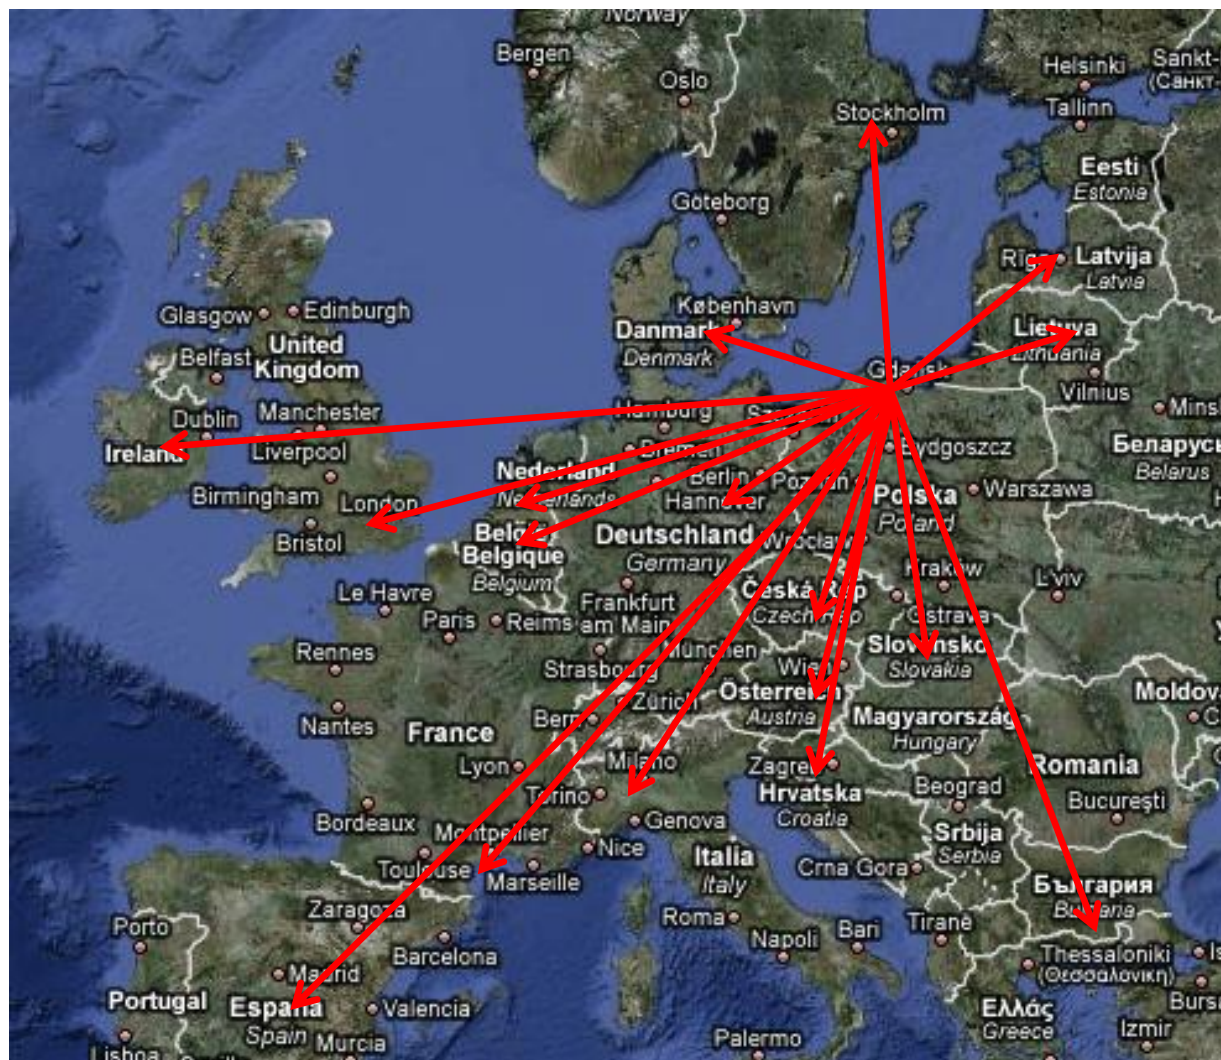 Norway
Bergen
Oslo
Helsinki
Sankt-
(Санкт-
Stockholm
Tallinn
Eesti
Estonia
Göteborg
Latvija
Latvia
København
Glasgow
Edinburgh
United
Kingdom
Danmark
Denmark
Lietuva
Lithuania
Belfast
Gdańsk
Vilnius
Minsk
Dublin
Manchester
Hamburg
Ireland
Liverpool
Bremen
Bydgoszcz
Беларусь
Belarus
Nederland
Netherlands
Berlin
Poznań
Birmingham
London
Hannover
Polska
Poland
Warszawa
Bristol
Belgique
Belgium
Deutschland
Germany
Wrocław
Kraków
L'viv
Le Havre
Frankfurt
am Main
Česká Rep
Czech Rep
Ostrava
Paris
Reims
Rennes
Strasbourg
München
Slovensko
Slovakia
Nantes
Bern
Zürich
Österreich
Austria
Magyarország
Hungary
Moldov
France
Lyon
Milano
Zagreb
Romania
Torino
Hrvatska
Croatia
Beograd
Bucureşti
Bordeaux
Montpellier
Genova
Nice
Srbija
Serbia
Toulouse
Marseille
Italia
Italy
Crna Gora
България
Bulgaria
Porto
Zaragoza
Roma
Napoli
Bari
Tirane
Barcelona
Thessaloniki
(Θεσσαλονίκη)
Madrid
Portugal
España
Spain
Valencia
Murcia
Ελλάς
Greece
Burs
Izmir
Palermo
Lisboa